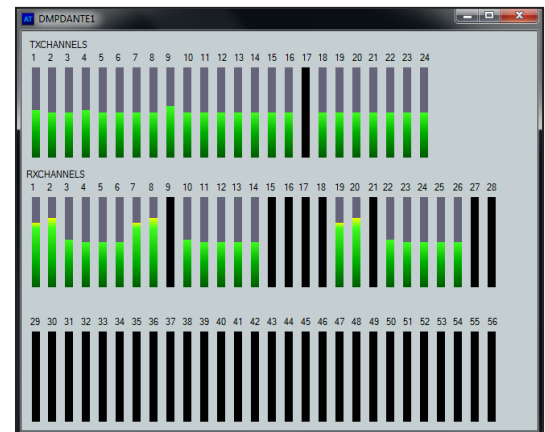 AT DMPDANTE1
TXCHANNELS
1 2 3 4 5 6 7 8 9 10 11 12 13 14 15 16 17 18 19 20 21 22 23 24
RXCHANNELS
1 2 3 4 5 6 7 8 9 10 11 12 13 14 15 16 17 18 19 20 21 22 23 24 25 26 27 28
29 30 31 32 33 34 35 36 37 38 39 40 41 42 43 44 45 46 47 48 49 50 51 52 53 54 55 56